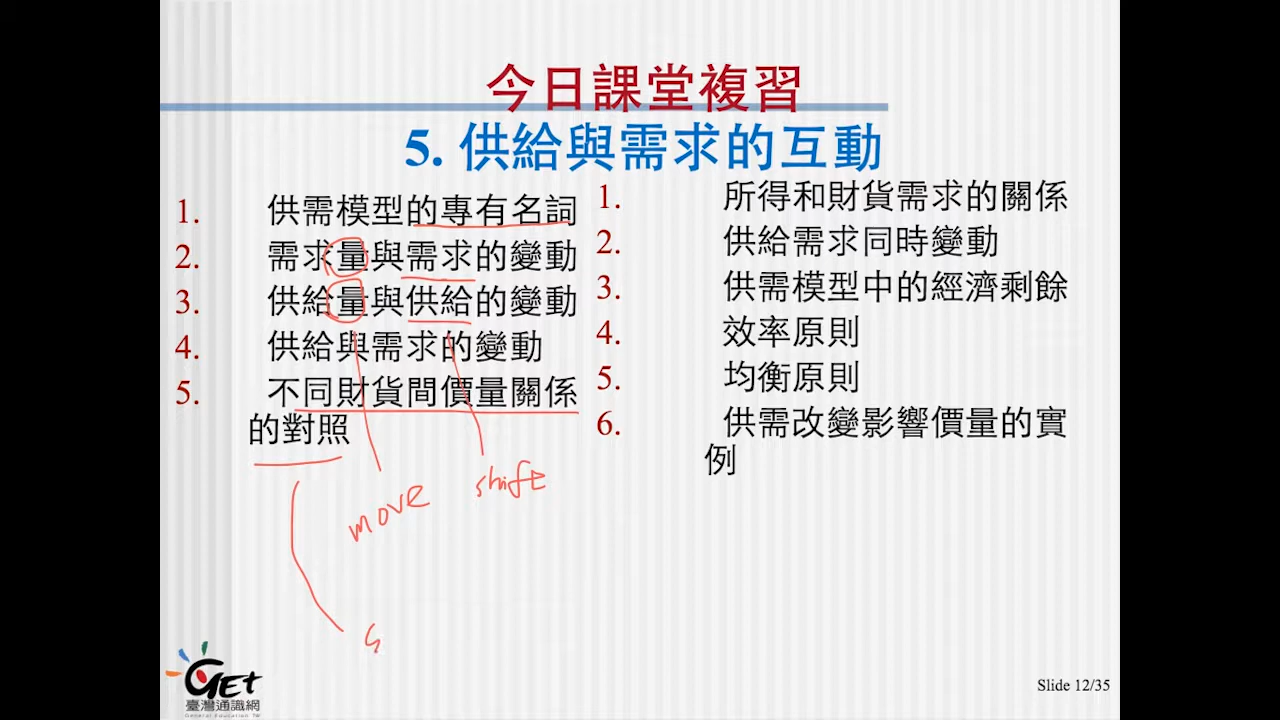 今日課堂複習
5. 供給與需求的互動
1. 供需模型的專有名詞
2. 需求量與需求的變動
3. 供給量與供給的變動
4. 供給與需求的變動
5. 不同財貨間價量關係
的對照
move
shift
1. 所得和財貨需求的關係
2. 供給需求同時變動
3. 供需模型中的經濟剩餘
4. 效率原則
5. 均衡原則
6. 供需改變影響價量的實
例
GET
臺灣通識網
General Education TW
Slide 12/35